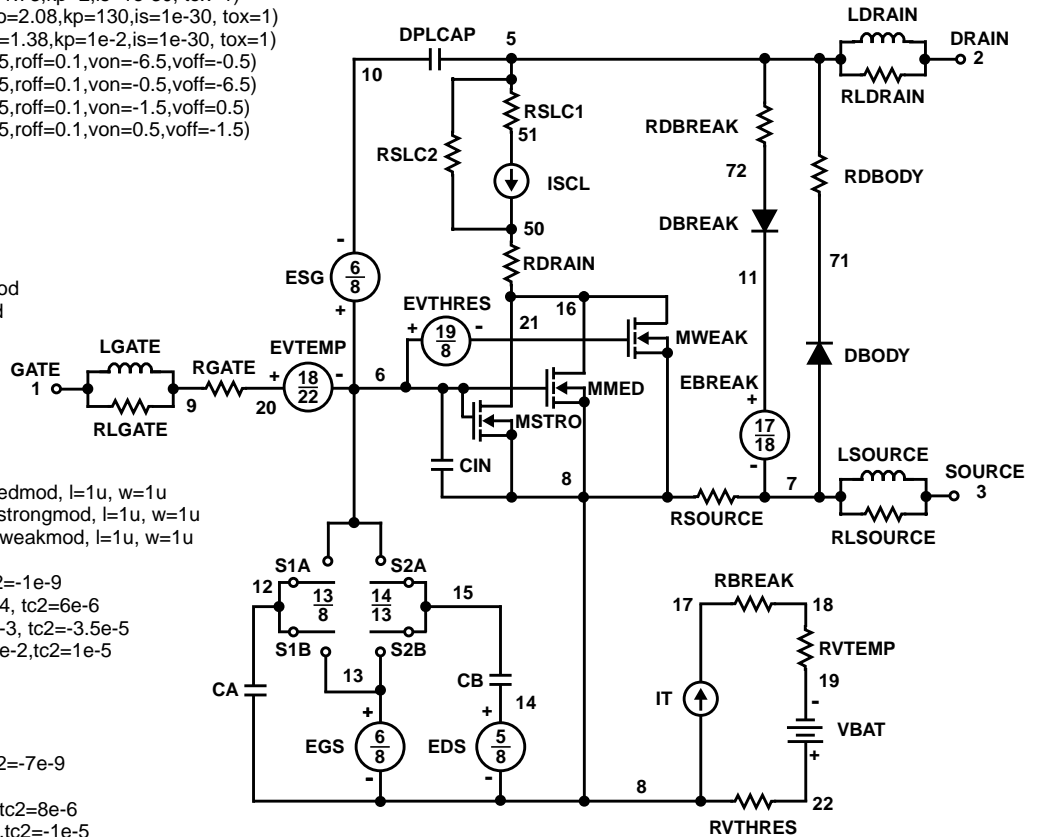 p=2.08,kp=130,is=1e-30, tox=1)
=1.38,kp=1e-2,is=1e-30, tox=1)
5,roff=0.1,von=-6.5,voff=-0.5)
5,roff=0.1,von=-0.5,voff=-6.5)
5,roff=0.1,von=-1.5,voff=0.5)
5,roff=0.1,von=0.5,voff=-1.5)
LDRAIN
DPLCAP 5 DRAIN
10 2
RLDRAIN
RSLC1
51
RDBREAK
RSLC2
72 RDBODY
ISCL
DBREAK
50
-
ESG 6 8
+
RDRAIN
11 71
od
d
EVTHRES
+ 19 8 -
16
21
MWEAK
LGATE EVTEMP
GATE RGATE
1
+ 18 22 -
6
9 20
MMED
EBREAK
DBODY
RLGATE
MSTRO
+
17 18
-
CIN
LSOURCE
8 7 SOURCE
3
RSOURCE
RLSOURCE
edmod, l=1u, w=1u
strongmod, l=1u, w=1u
weakmod, l=1u, w=1u
2=-1e-9
4, tc2=6e-6
-3, tc2=-3.5e-5
e-2,tc2=1e-5
S1A S2A
12 13 8 14 13 15
S1B S2B
13
CA CB
14
+ +
EGS 6 8 EDS 5 8
- -
RBREAK
17 18
RVTEMP
19
IT
-
VBAT
+
8 22
RVTHRES
2=-7e-9
tc2=8e-6
,tc2=-1e-5